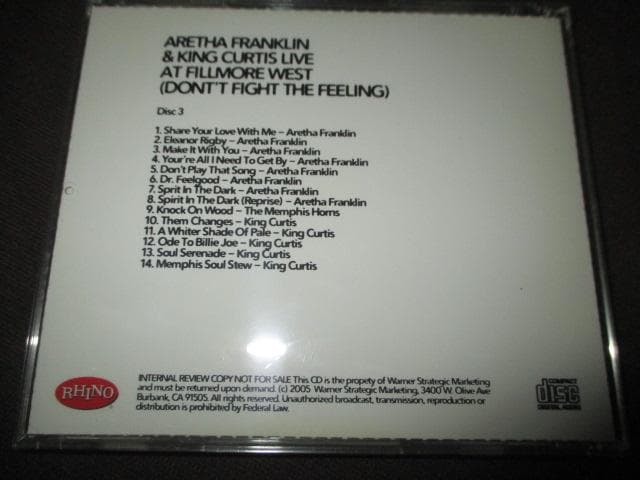 ARETHA FRANKLIN
& KING CURTIS LIVE
AT FILLMORE WEST
(DONT'T FIGHT THE FEELING)
Disc 3
1. Share Your Love With Me – Aretha Franklin
2. Eleanor Rigby – Aretha Franklin
3. Make It With You – Aretha Franklin
4. Your're All I Need To Get By – Aretha Franklin
5. Don't Play That Song – Aretha Franklin
6. Dr. Feelgood – Aretha Franklin
7. Sprit In The Dark – Aretha Franklin
8. Spirit In The Dark (Reprise) – Aretha Franklin
9. Knock On Wood – The Memphis Horns
10. Them Changes – King Curtis
11. A Whiter Shade Of Pale – King Curtis
12. Ode To Billie Joe – King Curtis
13. Soul Serenade – King Curtis
14. Memphis Soul Stew – King Curtis
INTERNAL REVIEW COPY NOT FOR SALE This CD is the propety of Warner Strategic Marketing
and must be returned upon demand. (c) 2005 Warner Strategic Marketing, 3400 W. Olive Ave
Burbank, CA 91505. All rights reserved. Unauthorized broadcast, transmission, reproduction or
distribution is prohibited by Federal Law.
RHINO
COMPACT
disc
DIGITAL AUDIO